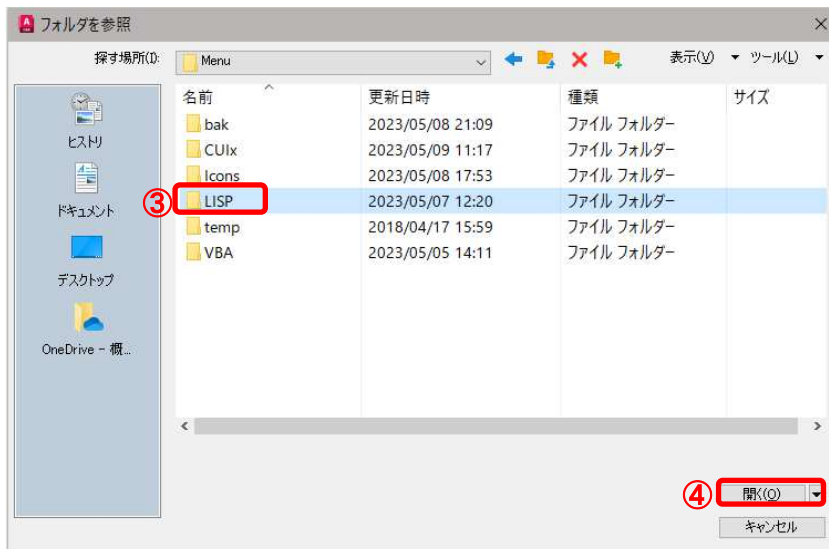 フォルダを参照
探す場所(I): Menu 表示(V) ツール(L)
名前 更新日時 種類 サイズ
bak 2023/05/08 21:09 ファイル フォルダー
CUIx 2023/05/09 11:17 ファイル フォルダー
Icons 2023/05/08 17:53 ファイル フォルダー
③ LISP 2023/05/07 12:20 ファイル フォルダー
temp 2018/04/17 15:59 ファイル フォルダー
VBA 2023/05/05 14:11 ファイル フォルダー
ヒストリ
ドキュメント
デスクトップ
OneDrive - 概...
④ 開く(O)
キャンセル